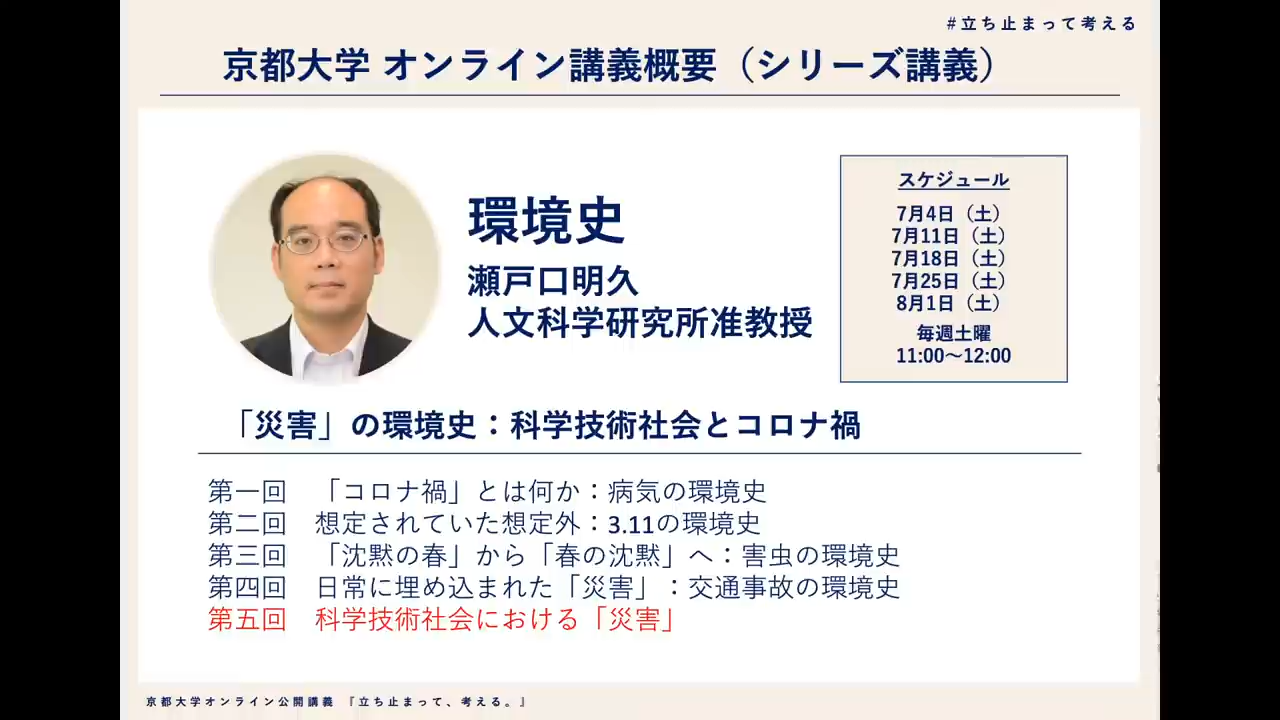 #立ち止まって考える
京都大学 オンライン講義概要（シリーズ講義）
環境史
瀬戸口明久
人文科学研究所准教授
スケジュール
7月4日（土）
7月11日（土）
7月18日（土）
7月25日（土）
8月1日（土）
毎週土曜
11:00〜12:00
「災害」の環境史：科学技術社会とコロナ禍
第一回　「コロナ禍」とは何か：病気の環境史
第二回　想定されていた想定外：3.11の環境史
第三回　「沈黙の春」から「春の沈黙」へ：害虫の環境史
第四回　日常に埋め込まれた「災害」：交通事故の環境史
第五回　科学技術社会における「災害」
京都大学オンライン公開講義 『立ち止まって、考える。』